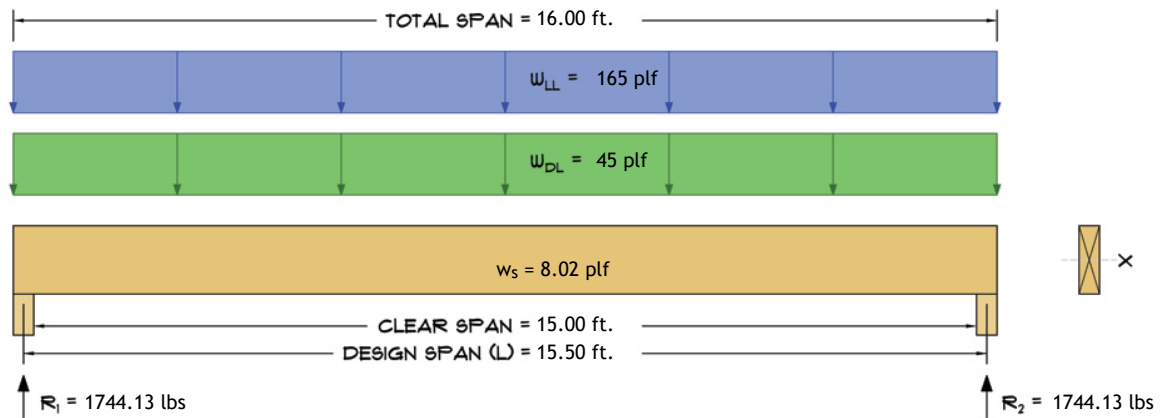 TOTAL SPAN = 16.00 ft.
wLL = 165 plf
wDL = 45 plf
ws = 8.02 plf
X
CLEAR SPAN = 15.00 ft.
DESIGN SPAN (L) = 15.50 ft.
R1 = 1744.13 lbs
R2 = 1744.13 lbs